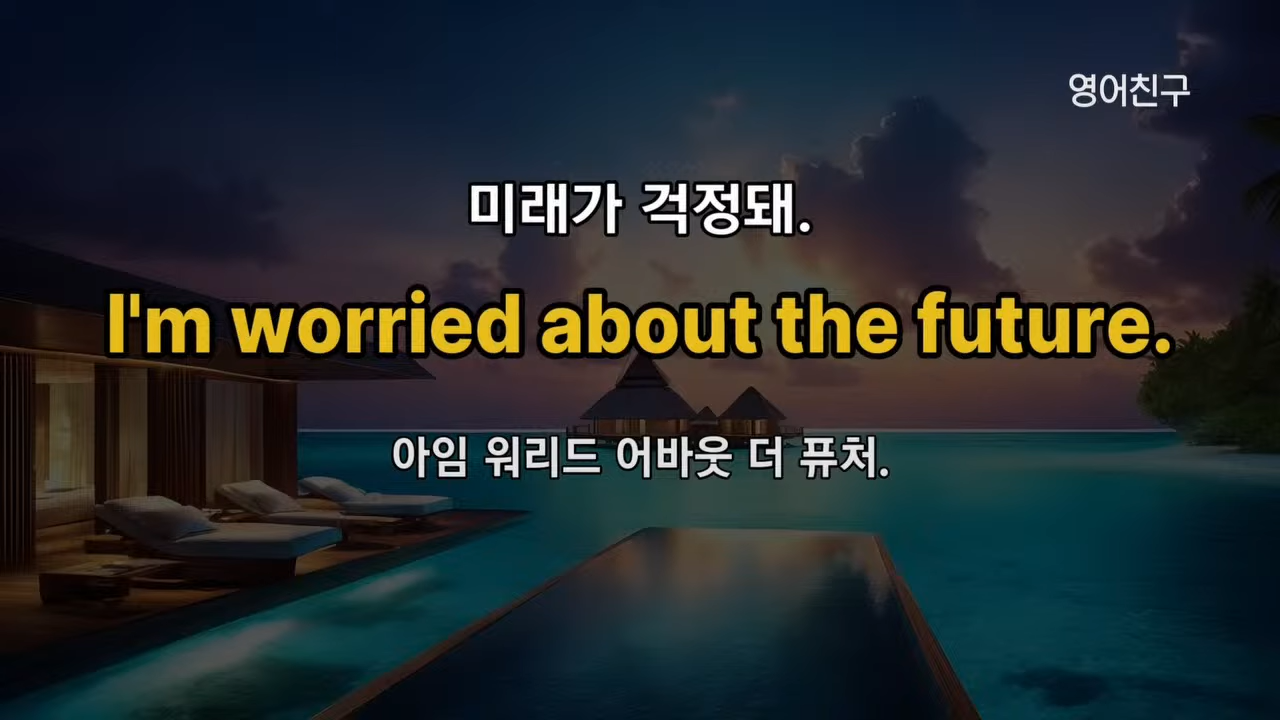 영어친구
미래가 걱정돼.
I'm worried about the future.
아임 워리드 어바웃 더 퓨처.